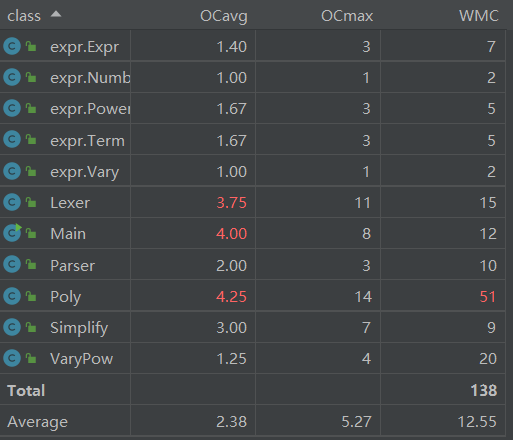 class OCavg OCmax WMC
expr.Expr 1.40 3 7
expr.Numb 1.00 1 2
expr.Power 1.67 3 5
expr.Term 1.67 3 5
expr.Vary 1.00 1 2
Lexer 3.75 11 15
Main 4.00 8 12
Parser 2.00 3 10
Poly 4.25 14 51
Simplify 3.00 7 9
VaryPow 1.25 4 20
Total 138
Average 2.38 5.27 12.55